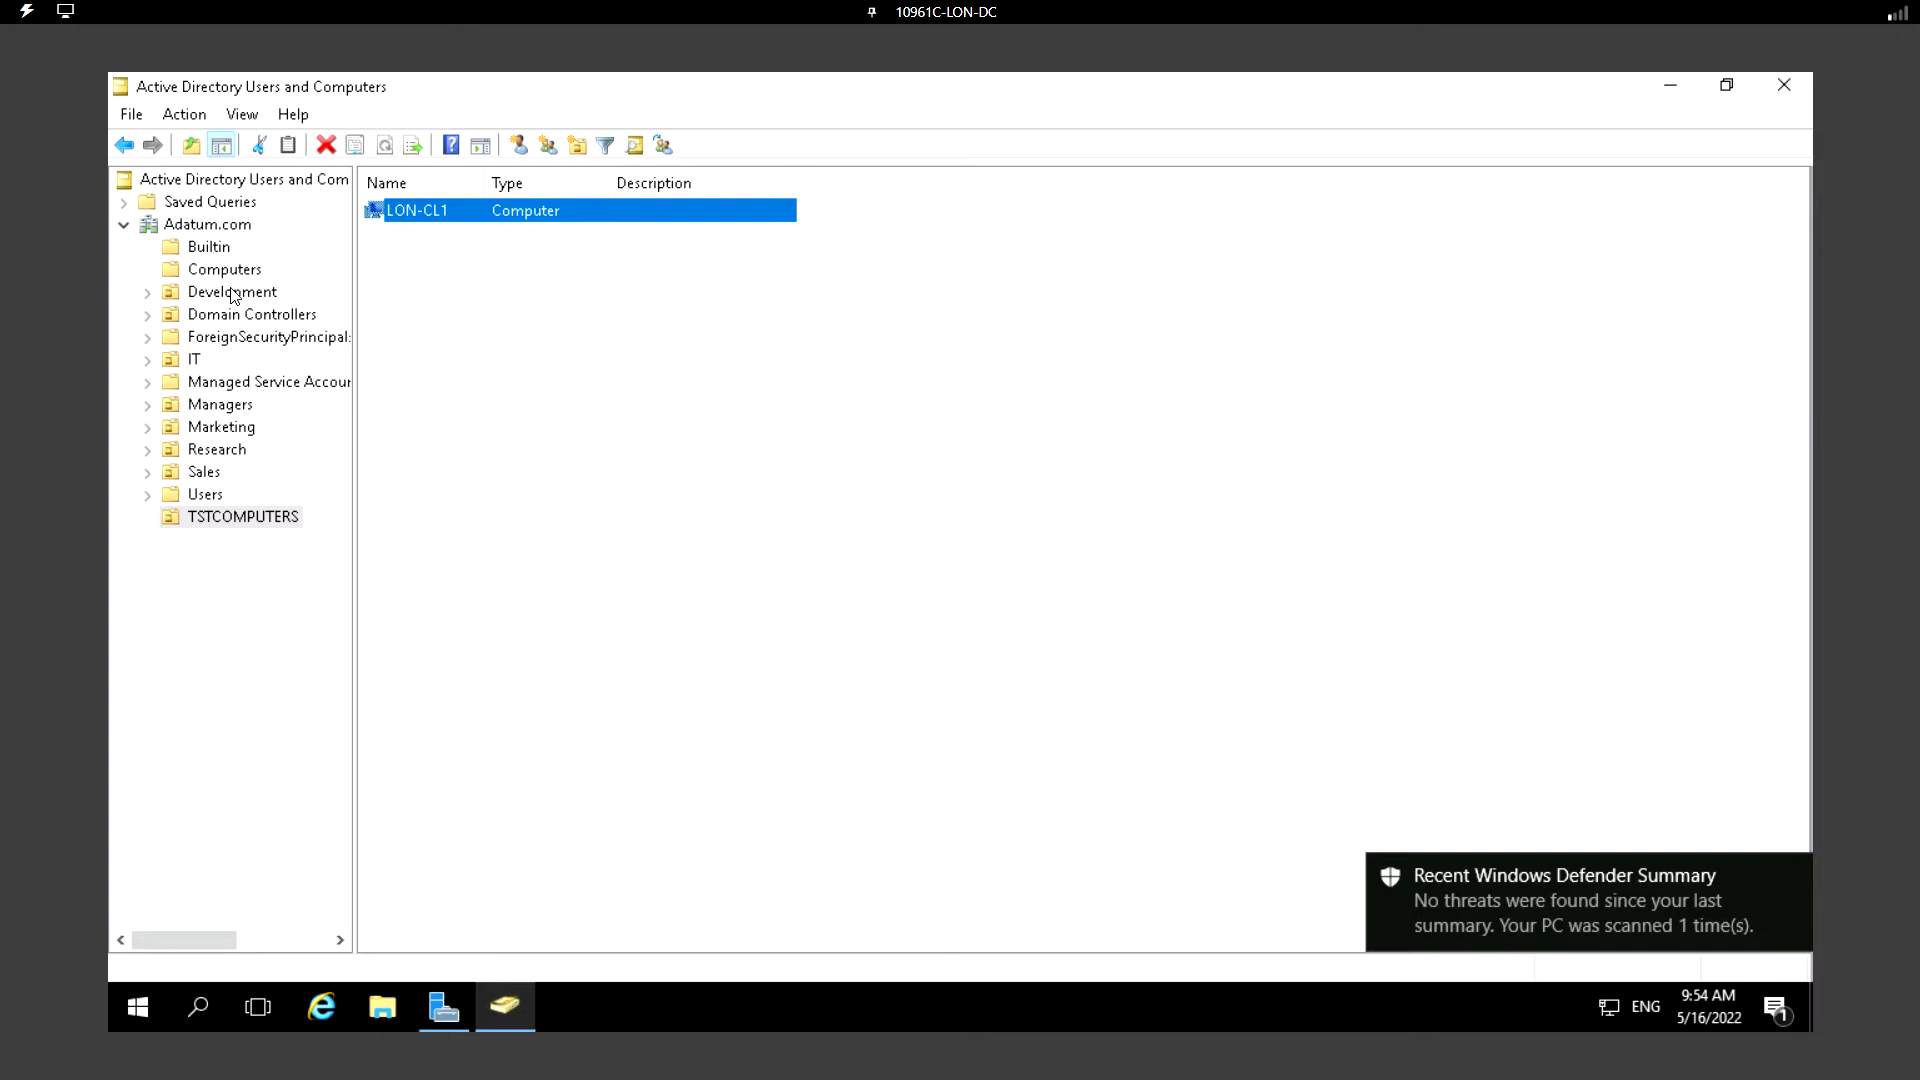 10961C-LON-DC
Active Directory Users and Computers
File Action View Help
Active Directory Users and Com
Saved Queries
Adatum.com
Builtin
Computers
Development
Domain Controllers
ForeignSecurityPrincipal:
IT
Managed Service Accour
Managers
Marketing
Research
Sales
Users
TSTCOMPUTERS
Name Type Description
LON-CL1 Computer
Recent Windows Defender Summary
No threats were found since your last
summary. Your PC was scanned 1 time(s).
ENG
9:54 AM
5/16/2022
1